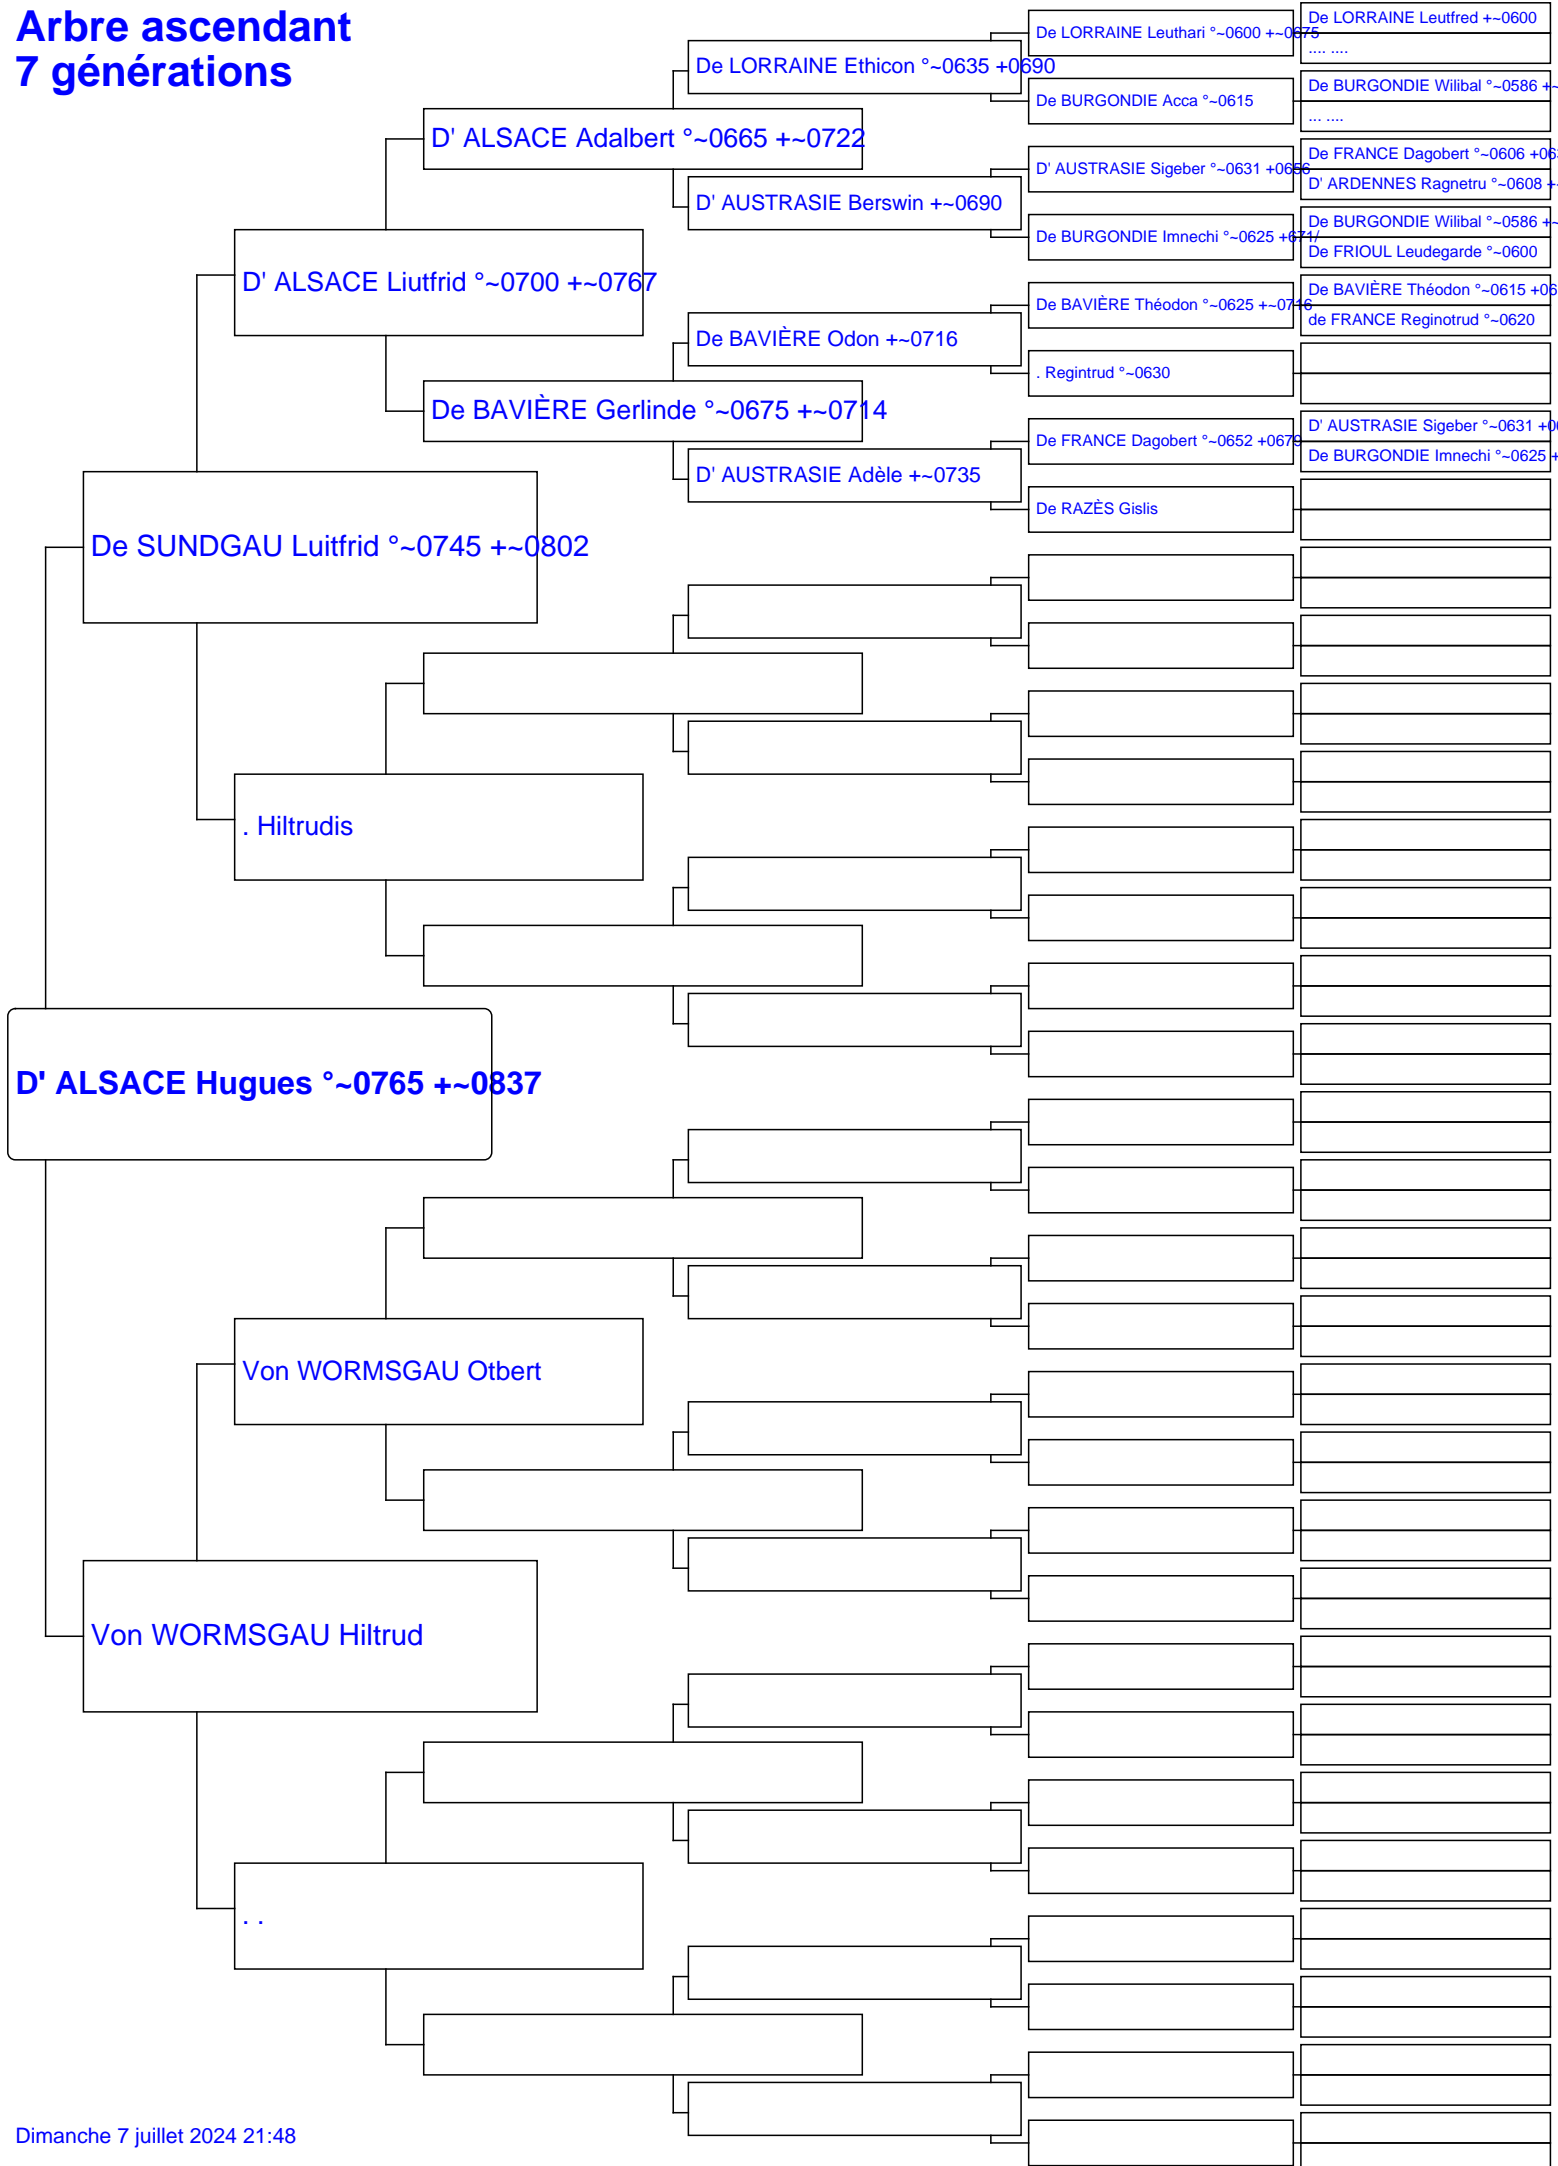 Arbre ascendant
7 générations
De LORRAINE Leutfred +~0600
De LORRAINE Leuthari °~0600 +~0675
.... ....
De LORRAINE Ethicon °~0635 +0690
De BURGONDIE Wilibal °~0586 +~
De BURGONDIE Acca °~0615
... ....
D' ALSACE Adalbert °~0665 +~0722
De FRANCE Dagobert °~0606 +063
D' AUSTRASIE Sigeber °~0631 +0656
D' ARDENNES Ragnetru °~0608 +~
D' AUSTRASIE Berswin +~0690
De BURGONDIE Wilibal °~0586 +~
De BURGONDIE Imnechi °~0625 +671/
De FRIOUL Leudegarde °~0600
D' ALSACE Liutfrid °~0700 +~0767
De BAVIÈRE Théodon °~0615 +06
De BAVIÈRE Théodon °~0625 +~0716
de FRANCE Reginotrud °~0620
De BAVIÈRE Odon +~0716
. Regintrud °~0630
De BAVIÈRE Gerlinde °~0675 +~0714
D' AUSTRASIE Sigeber °~0631 +06
De FRANCE Dagobert °~0652 +0679
De BURGONDIE Imnechi °~0625 +
D' AUSTRASIE Adèle +~0735
De RAZÈS Gislis
De SUNDGAU Luitfrid °~0745 +~0802
. Hiltrudis
D' ALSACE Hugues °~0765 +~0837
Von WORMSGAU Otbert
Von WORMSGAU Hiltrud
. .
Dimanche 7 juillet 2024 21:48